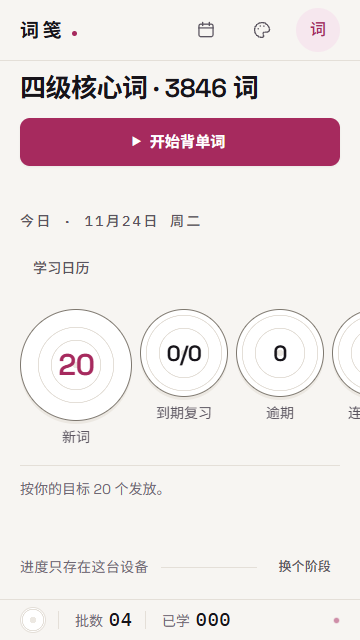 词笺
词
四级核心词 · 3846 词
开始背单词
今日 · 11月24日 周二
学习日历
20 0/0 0
新词 到期复习 逾期 连
按你的目标 20 个发放。
进度只存在这台设备 换个阶段
批数 04 已学 000